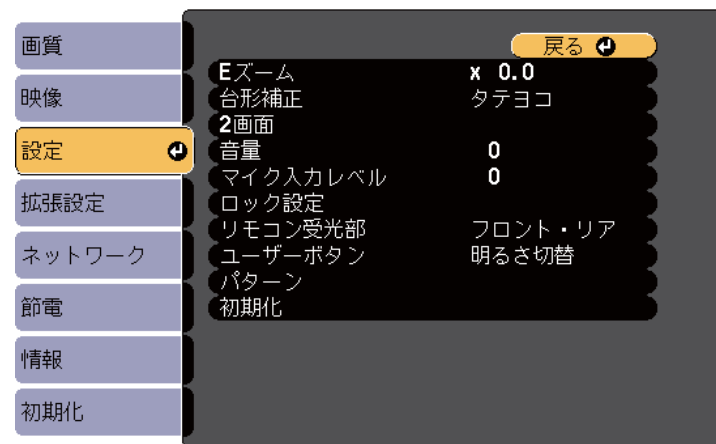 画質
映像
設定
拡張設定
ネットワーク
節電
情報
初期化
戻る
Eズーム x 0.0
台形補正 タテヨコ
2画面
音量 0
マイク入力レベル 0
ロック設定
リモコン受光部 フロント・リア
ユーザーボタン 明るさ切替
パターン
初期化